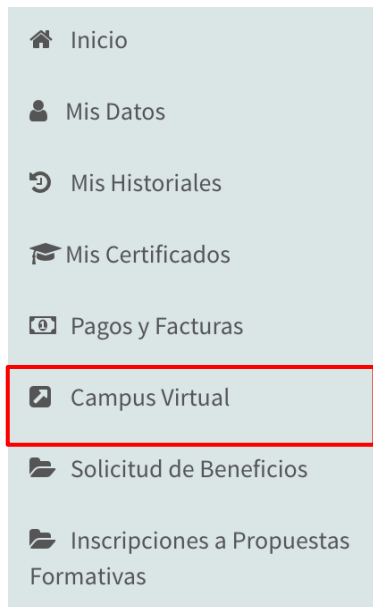 Inicio
Mis Datos
Mis Historiales
Mis Certificados
Pagos y Facturas
Campus Virtual
Solicitud de Beneficios
Inscripciones a Propuestas
Formativas